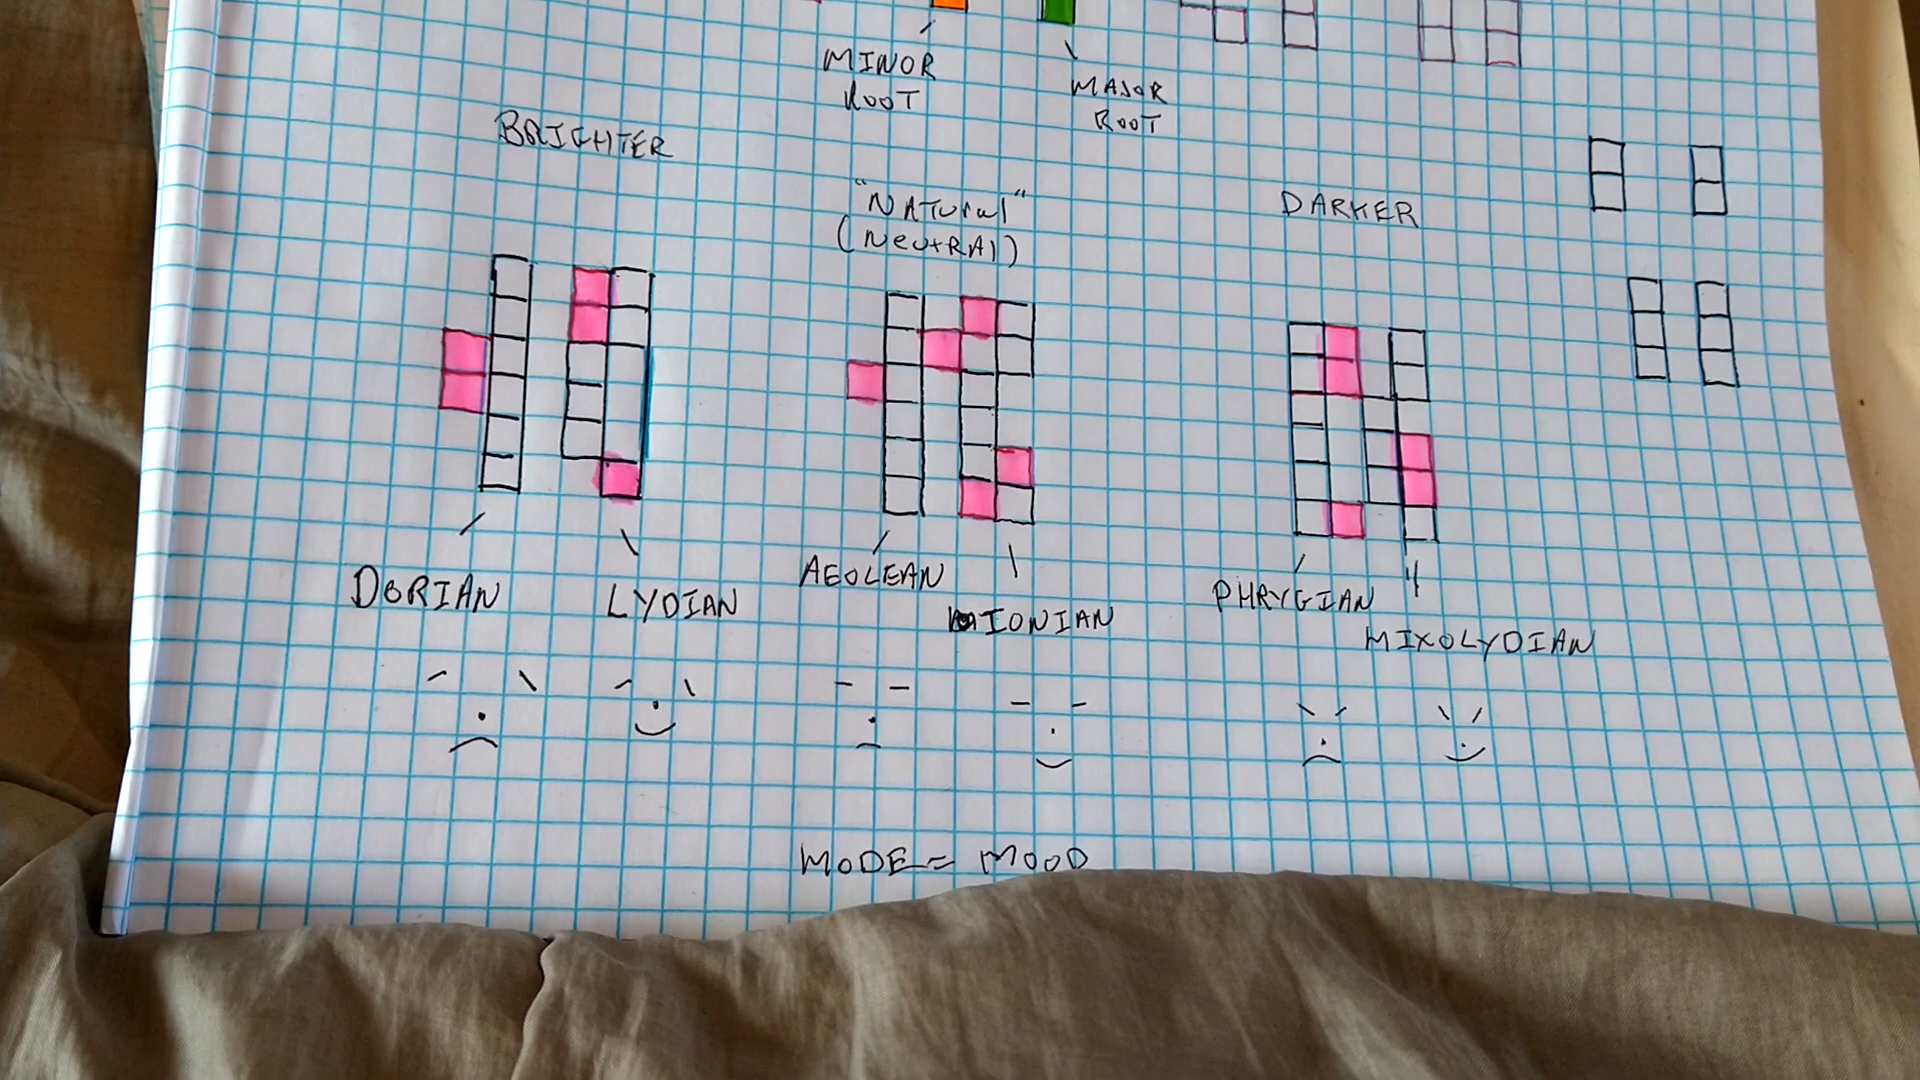 MINOR
ROOT
MAJOR
ROOT
BRIGHTER
"NATural"
(NeutRAl)
DARKER
DORIAN
LYDIAN
AEOLEAN
IONIAN
PHRYGIAN
MIXOLYDIAN
MODE = MOOD